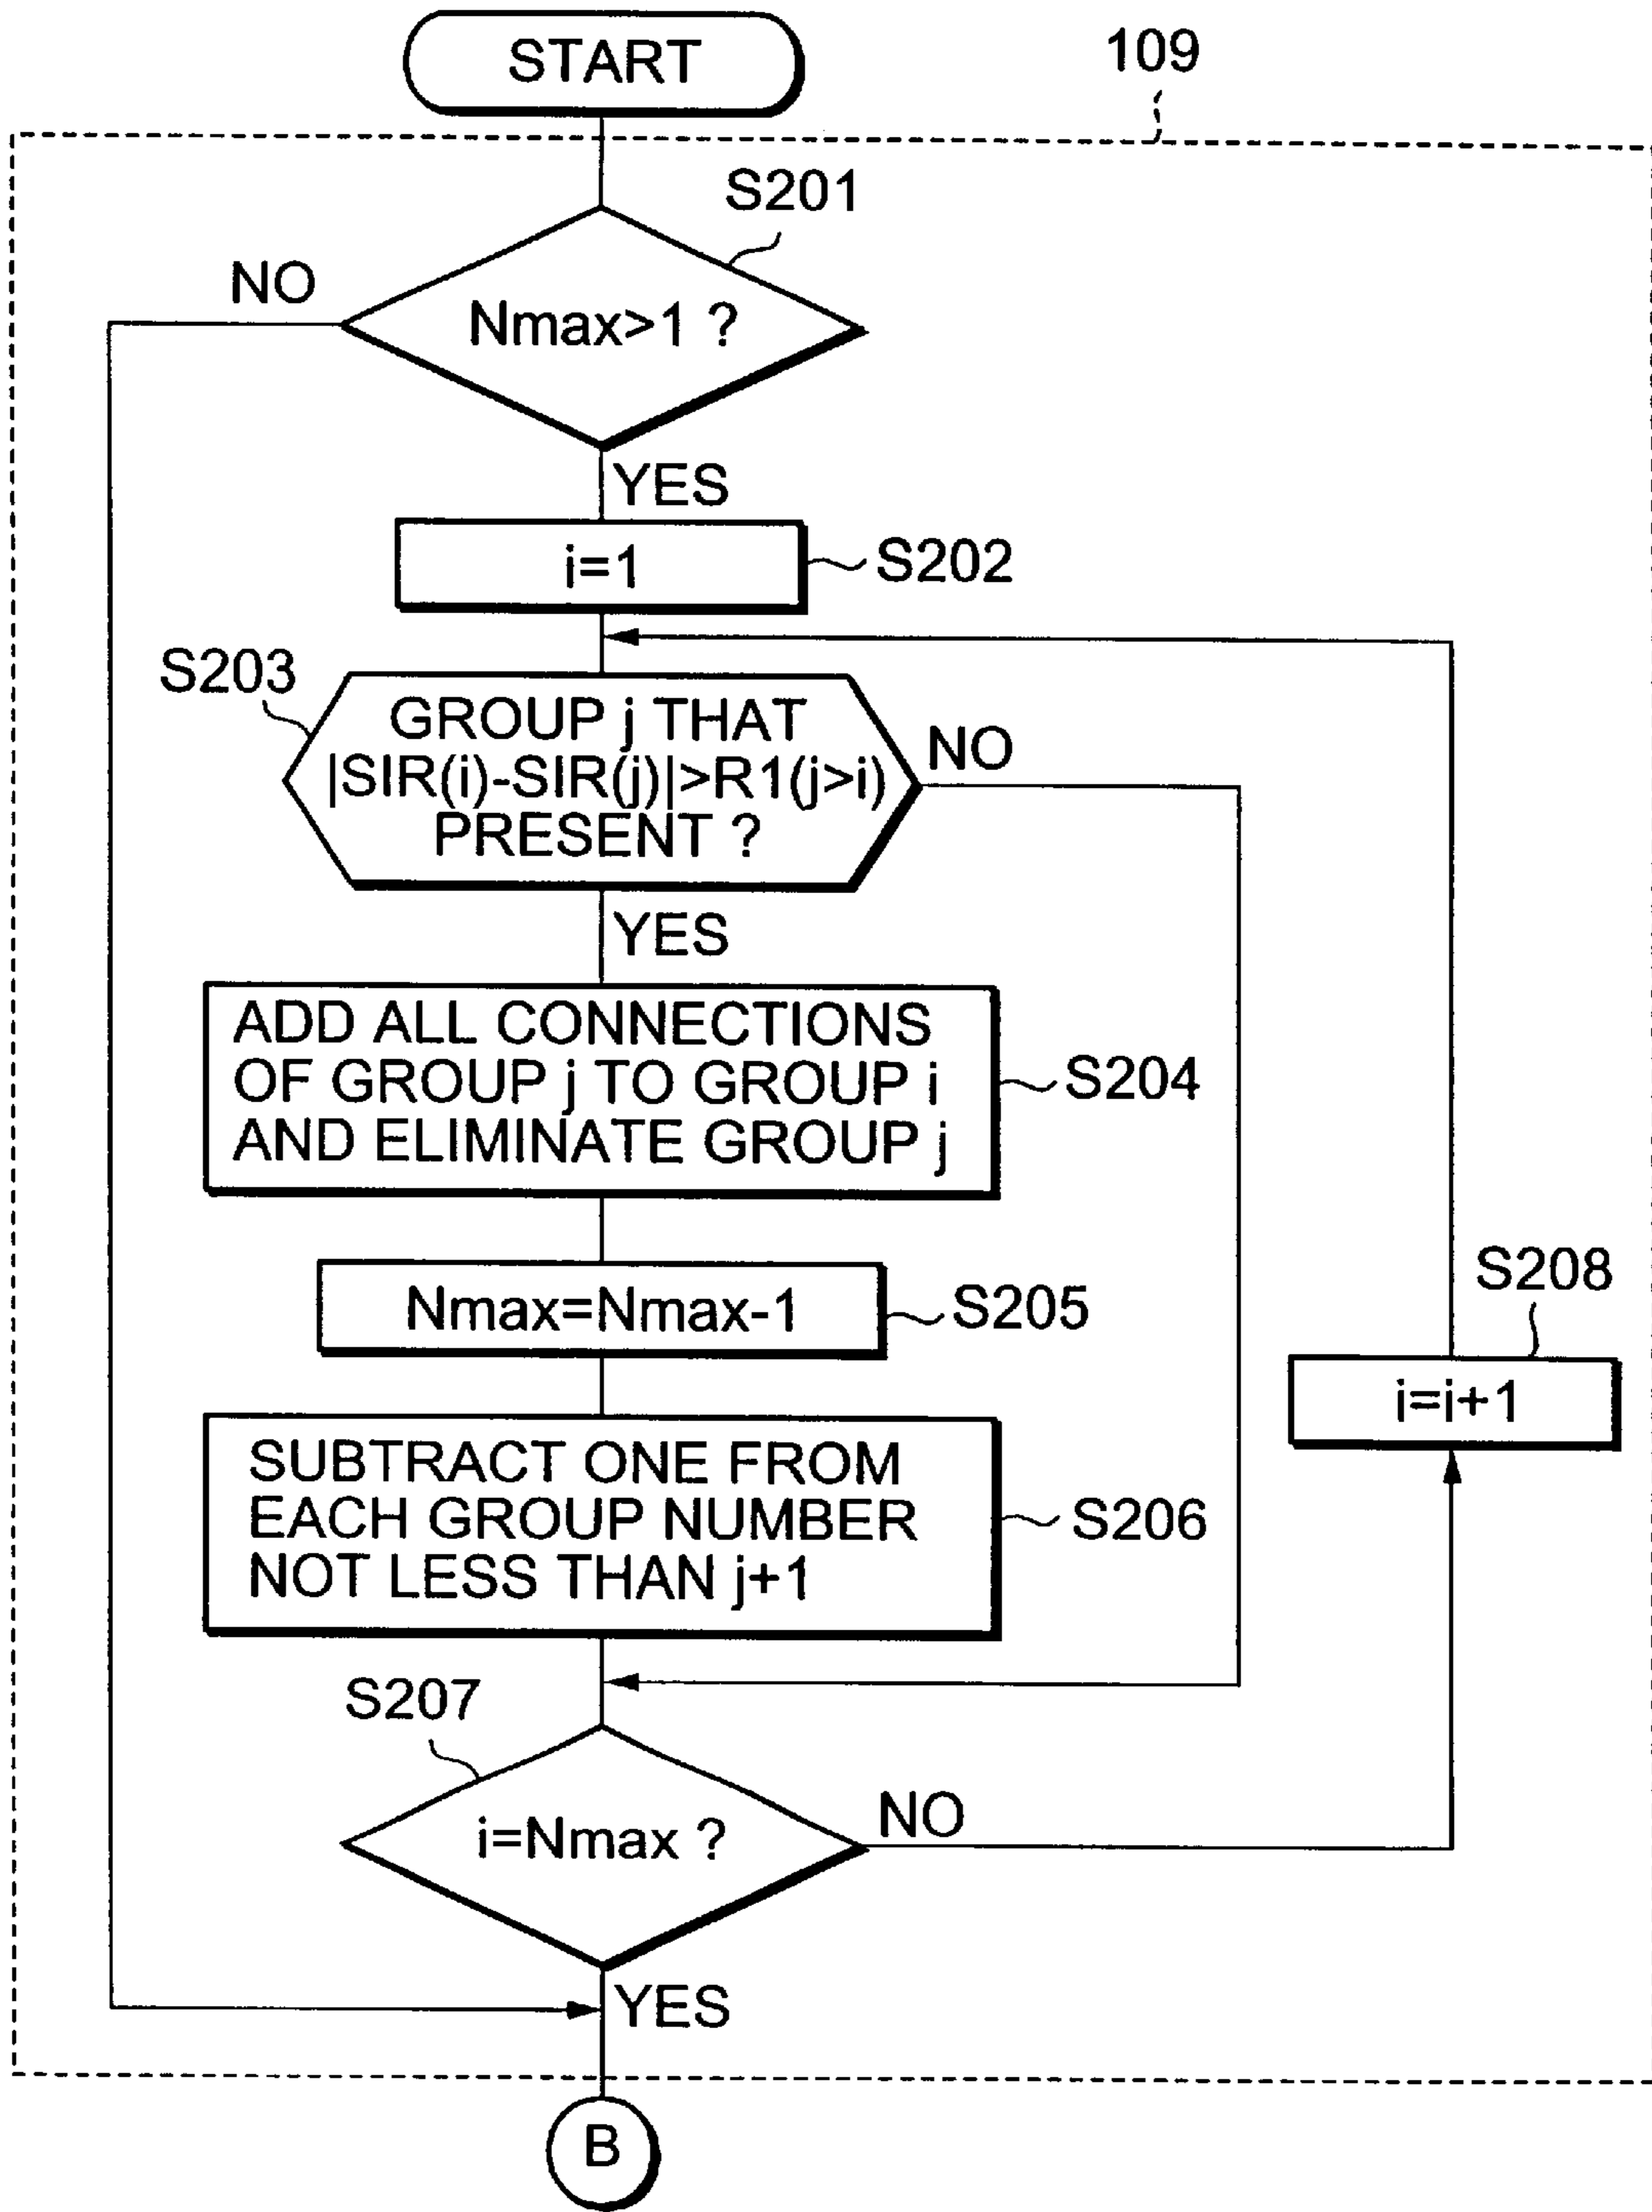 START
109
S201
NO
Nmax>1 ?
YES
i=1
S202
S203
GROUP j THAT
|SIR(i)-SIR(j)|>R1(j>i)
PRESENT ?
NO
YES
ADD ALL CONNECTIONS
OF GROUP j TO GROUP i
AND ELIMINATE GROUP j
S204
Nmax=Nmax-1
S205
S208
i=i+1
SUBTRACT ONE FROM
EACH GROUP NUMBER
NOT LESS THAN j+1
S206
S207
i=Nmax ?
NO
YES
B